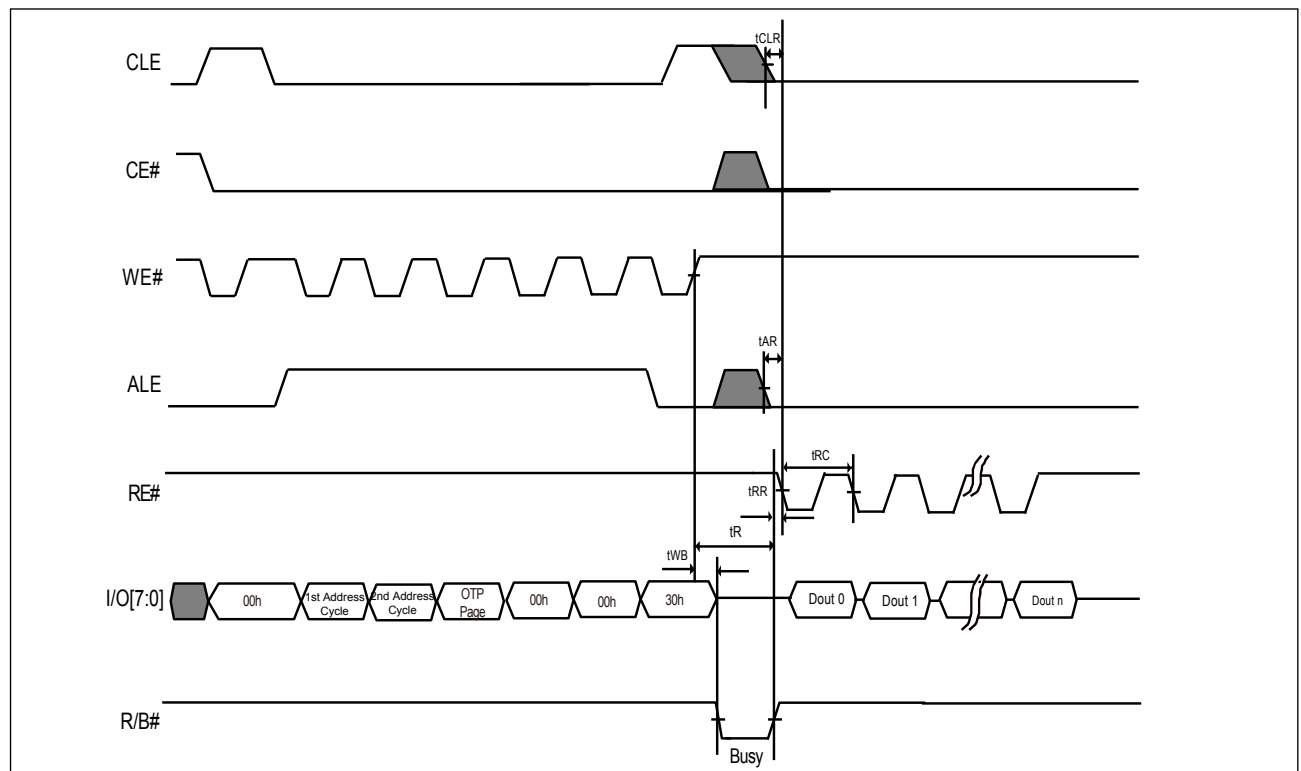 tCLR
CLE
CE#
WE#
tAR
ALE
tRC
RE#
tRR
tR
tWB
I/O[7:0]
00h
1st Address
Cycle
2nd Address
Cycle
OTP
Page
00h
00h
30h
Dout 0
Dout 1
Dout n
R/B#
Busy